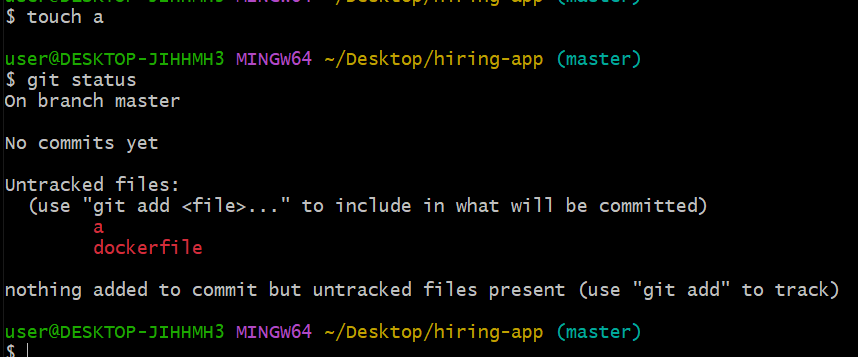 $ touch a
user@DESKTOP-JIHHMH3 MINGW64 ~/Desktop/hiring-app (master)
$ git status
On branch master
No commits yet
Untracked files:
(use "git add <file>..." to include in what will be committed)
a
dockerfile
nothing added to commit but untracked files present (use "git add" to track)
user@DESKTOP-JIHHMH3 MINGW64 ~/Desktop/hiring-app (master)
$